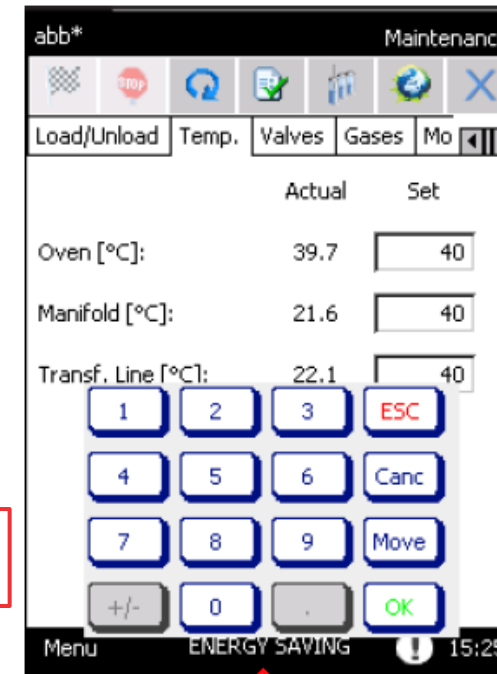 abb* Maintenanc
STOP
Load/Unload Temp. Valves Gases Mo
Actual Set
Oven [°C]: 39.7 40
Manifold [°C]: 21.6 40
Transf. Line [°C]: 22.1 40
1 2 3 ESC
4 5 6 Canc
7 8 9 Move
+/- 0 . OK
Menu ENERGY SAVING ! 15:29